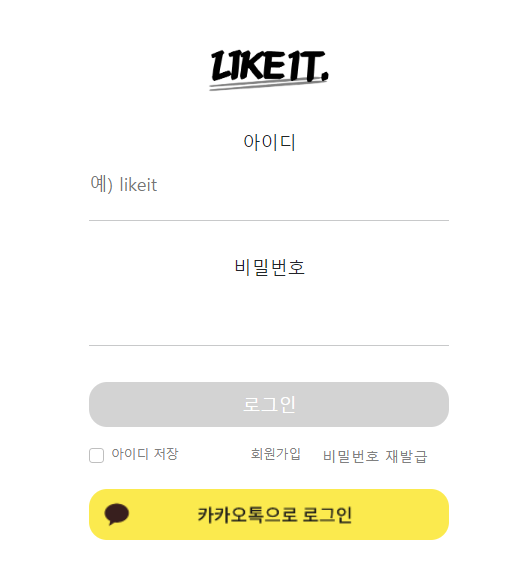 LIKEIT.
아이디
예) likeit
비밀번호
로그인
아이디 저장 회원가입 비밀번호 재발급
카카오톡으로 로그인